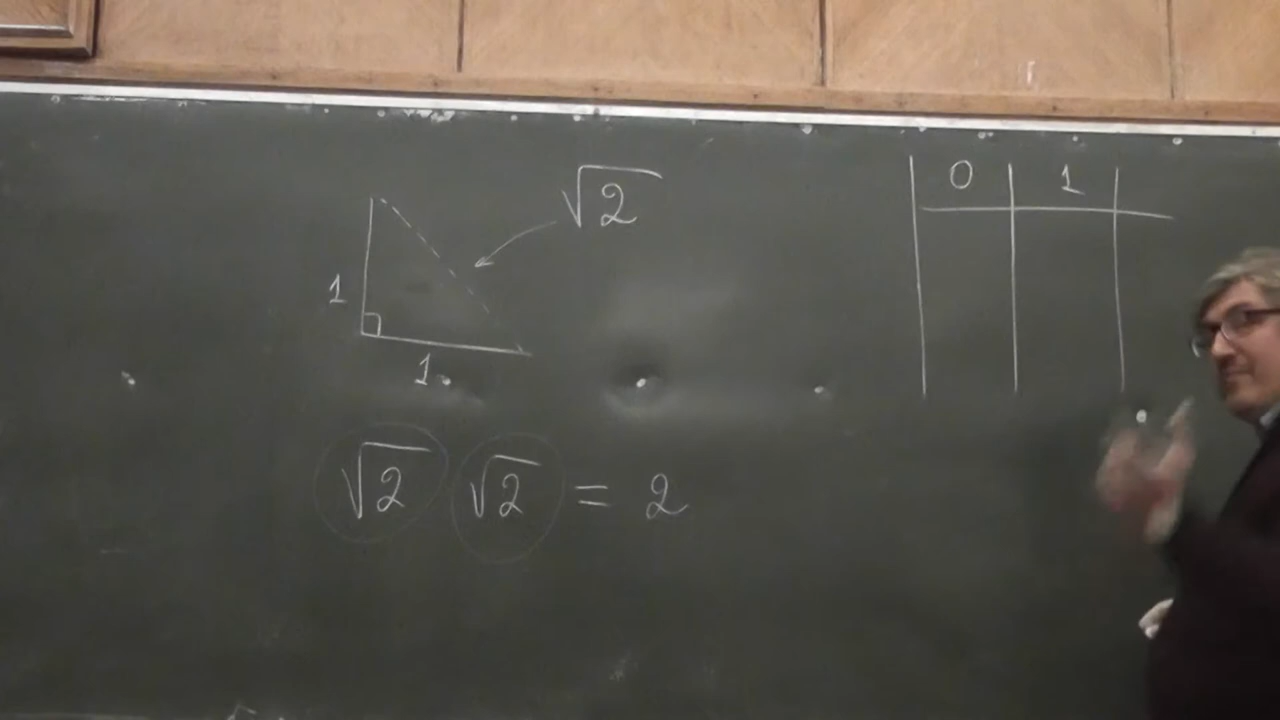 √2
0 1
1
1
√2 √2 = 2